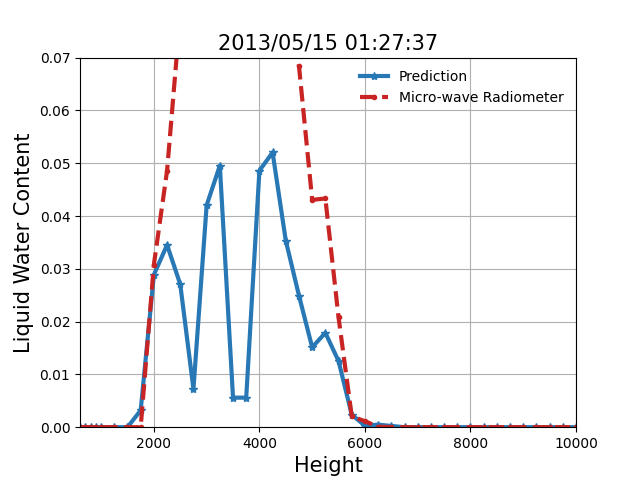 2013/05/15 01:27:37
0.07
0.06
0.05
0.04
0.03
0.02
0.01
0.00
Liquid Water Content
Prediction
Micro-wave Radiometer
2000 4000 6000 8000 10000
Height